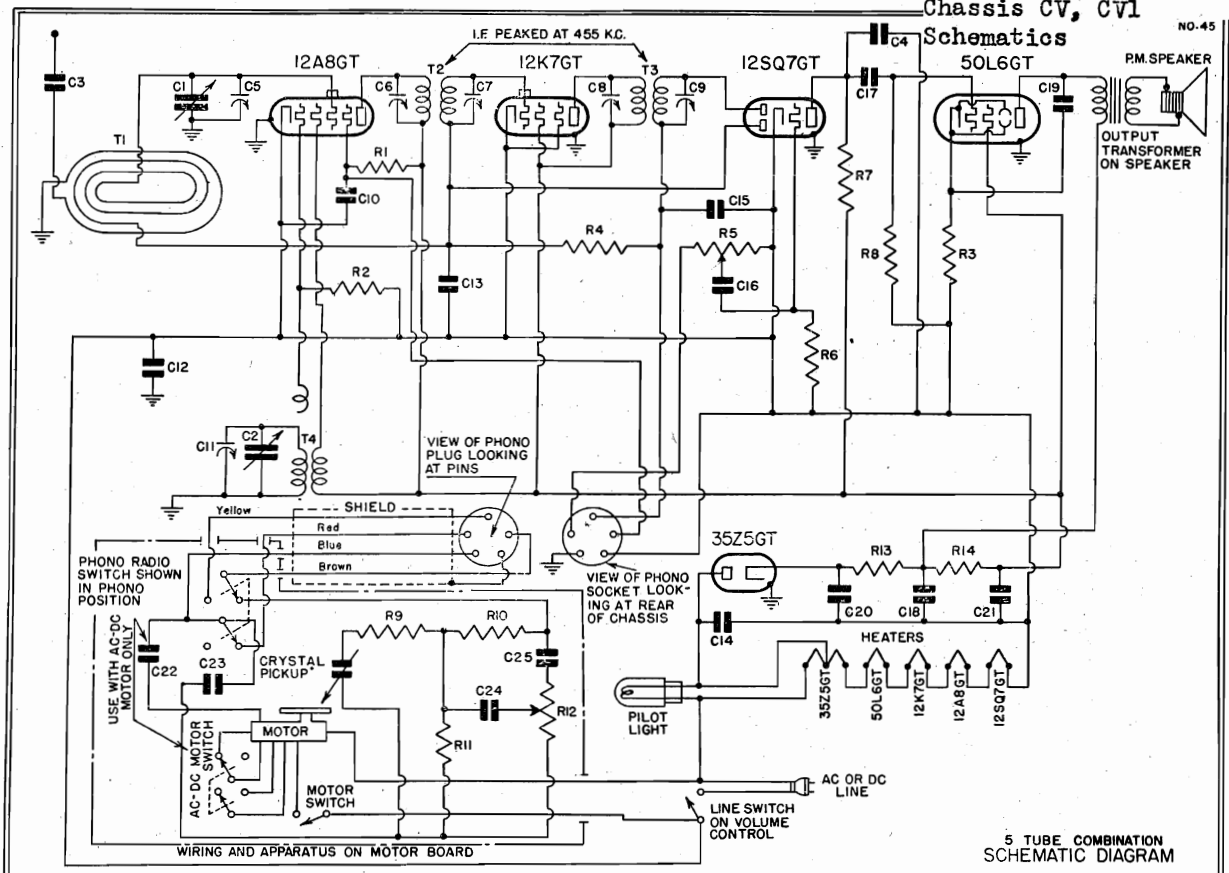 Chassis CV, CV1
Schematics
NO.-45
I.F. PEAKED AT 455 K.C.
12A8GT
T2
12K7GT
T3
12SQ7GT
C4
50L6GT
P.M. SPEAKER
C3
C1
C5
C6
C7
C8
C9
C17
C19
OUTPUT
TRANSFORMER
ON SPEAKER
T1
R1
C10
R7
C15
R4
R5
R8
R3
R2
C13
C16
R6
C12
C11
C2
T4
VIEW OF PHONO
PLUG LOOKING
AT PINS
SHIELD
Yellow
Red
Blue
Brown
PHONO RADIO
SWITCH SHOWN
IN PHONO
POSITION
VIEW OF PHONO
SOCKET LOOK-
ING AT REAR
OF CHASSIS
35Z5GT
R13
R14
C20
C18
C21
C14
HEATERS
35Z5GT
50L6GT
12K7GT
12A8GT
12SQ7GT
PILOT
LIGHT
USE WITH AC-DC
MOTOR ONLY
C22
C23
CRYSTAL
PICKUP
R9
R10
C25
C24
R12
R11
MOTOR
AC-DC MOTOR
SWITCH
MOTOR
SWITCH
AC OR DC
LINE
LINE SWITCH
ON VOLUME
CONTROL
WIRING AND APPARATUS ON MOTOR BOARD
5 TUBE COMBINATION
SCHEMATIC DIAGRAM